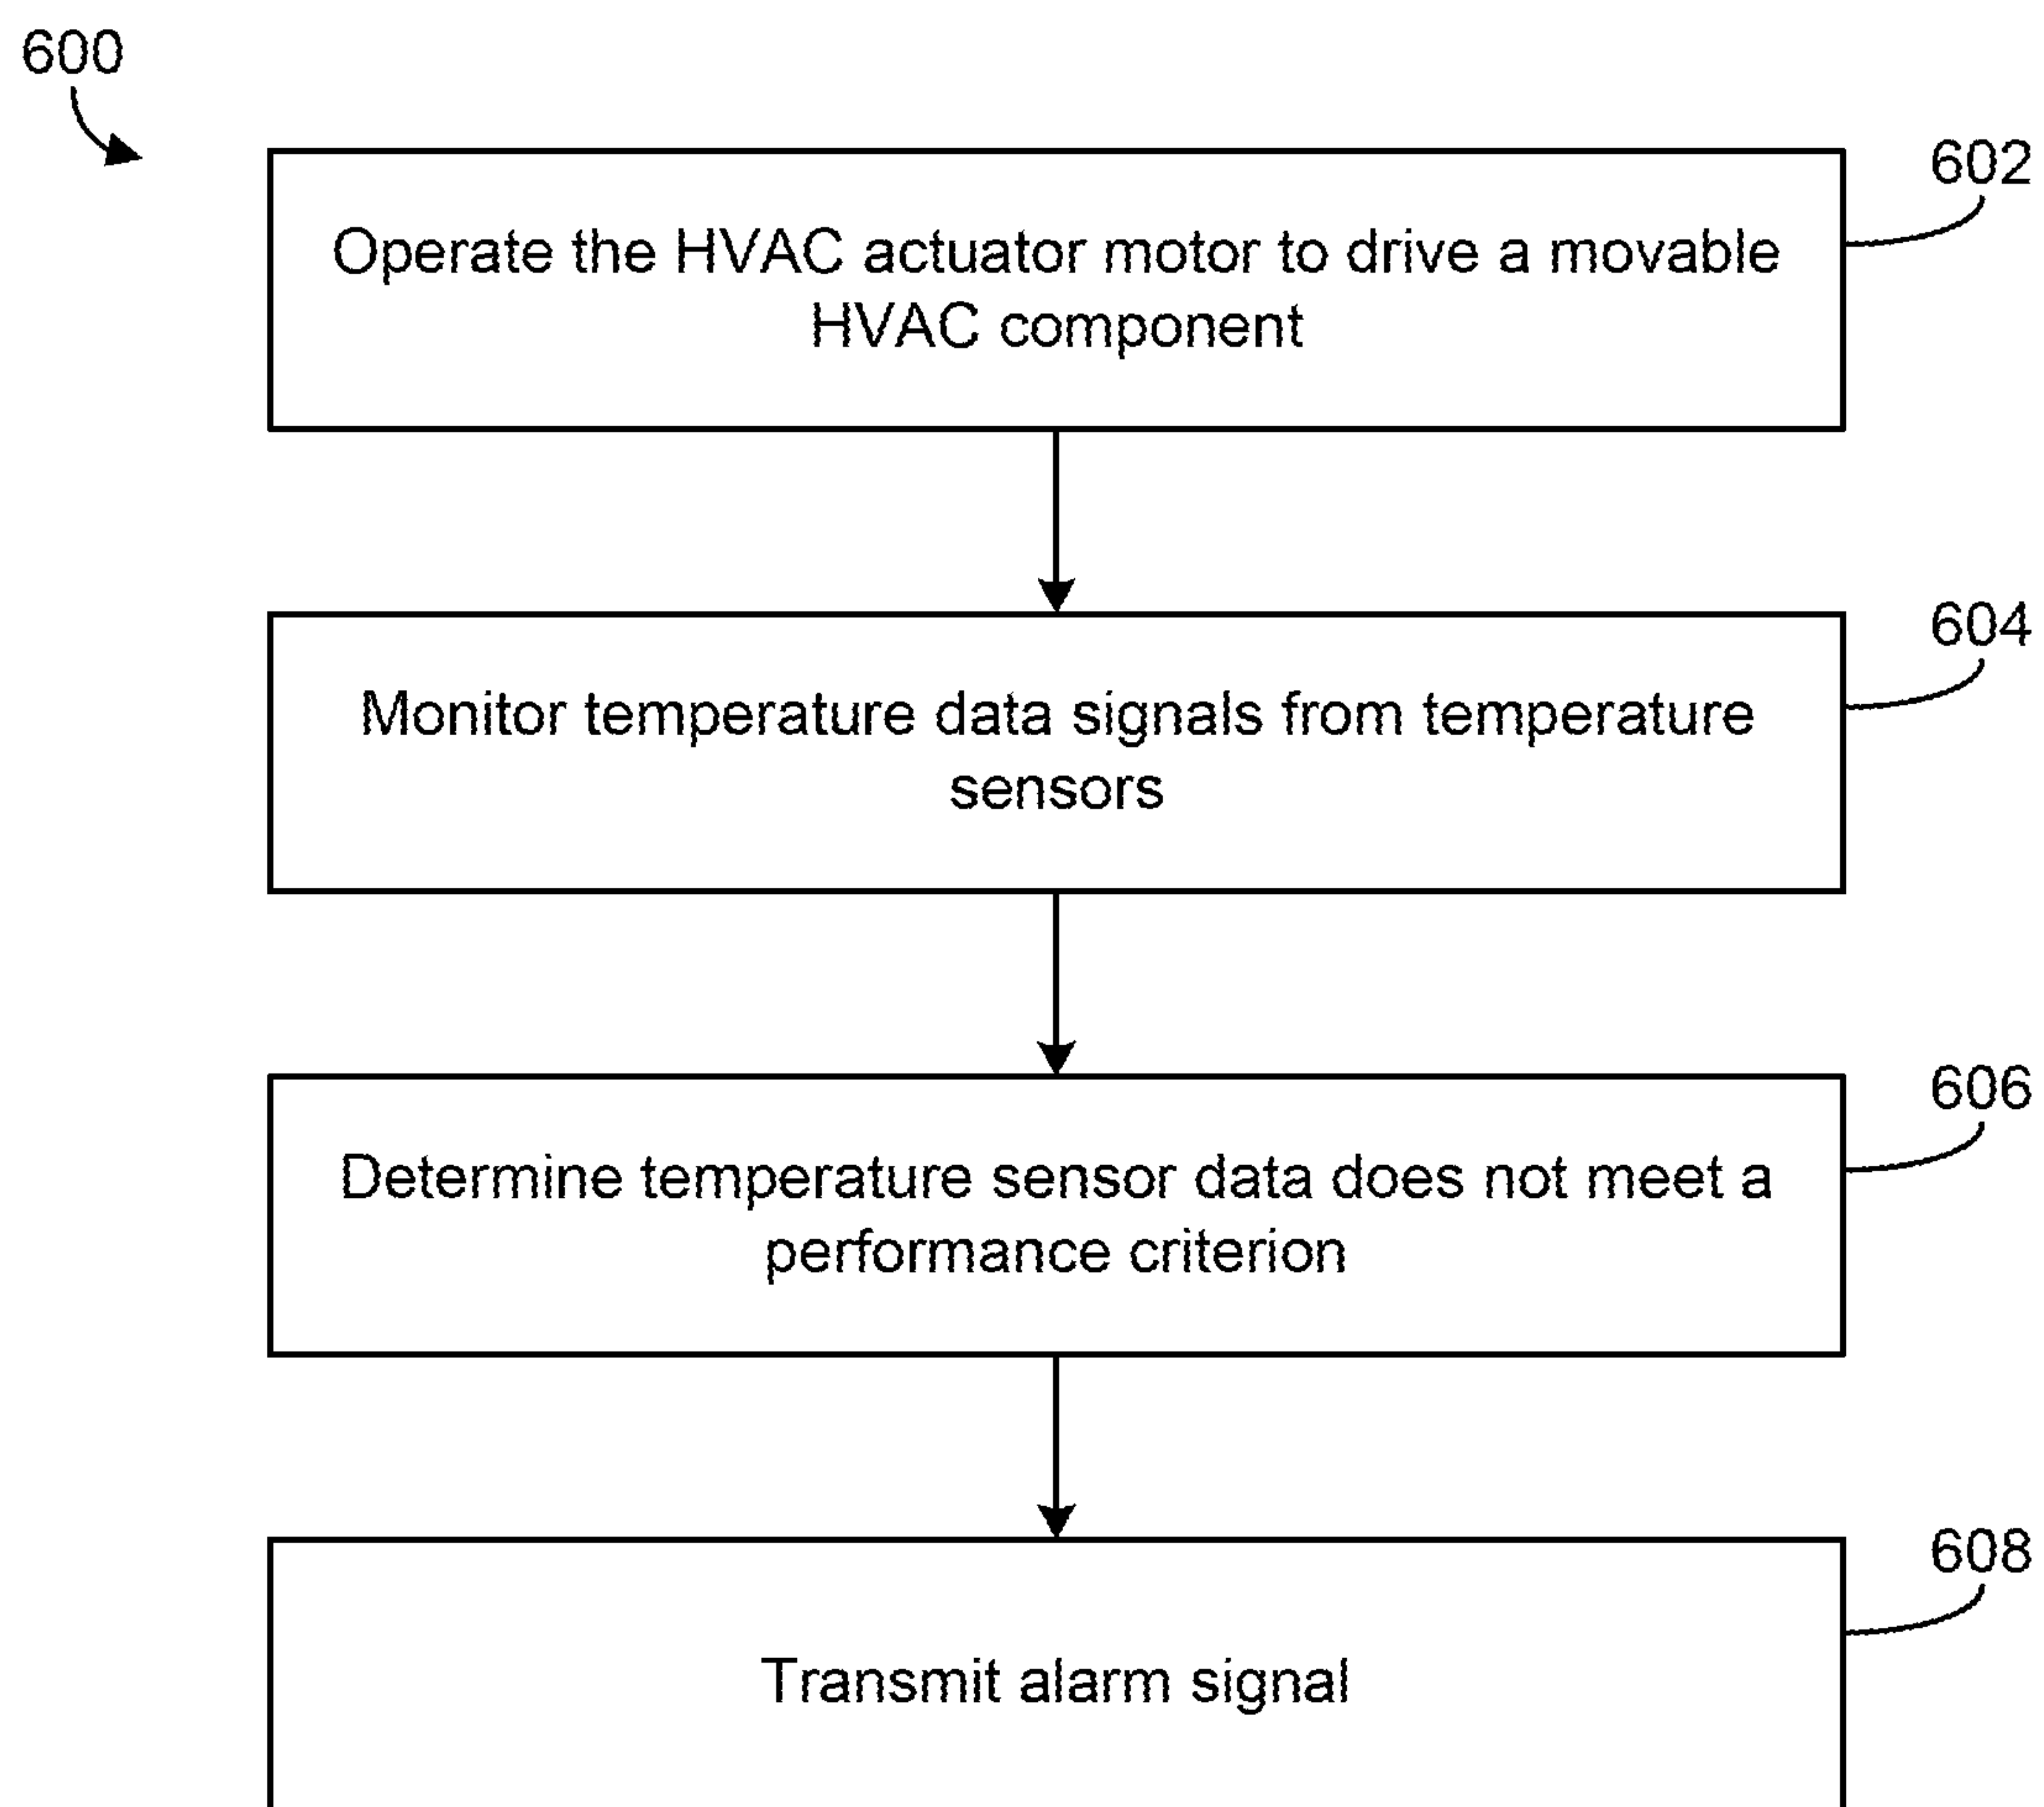 600
602
Operate the HVAC actuator motor to drive a movable
HVAC component
604
Monitor temperature data signals from temperature
sensors
606
Determine temperature sensor data does not meet a
performance criterion
608
Transmit alarm signal